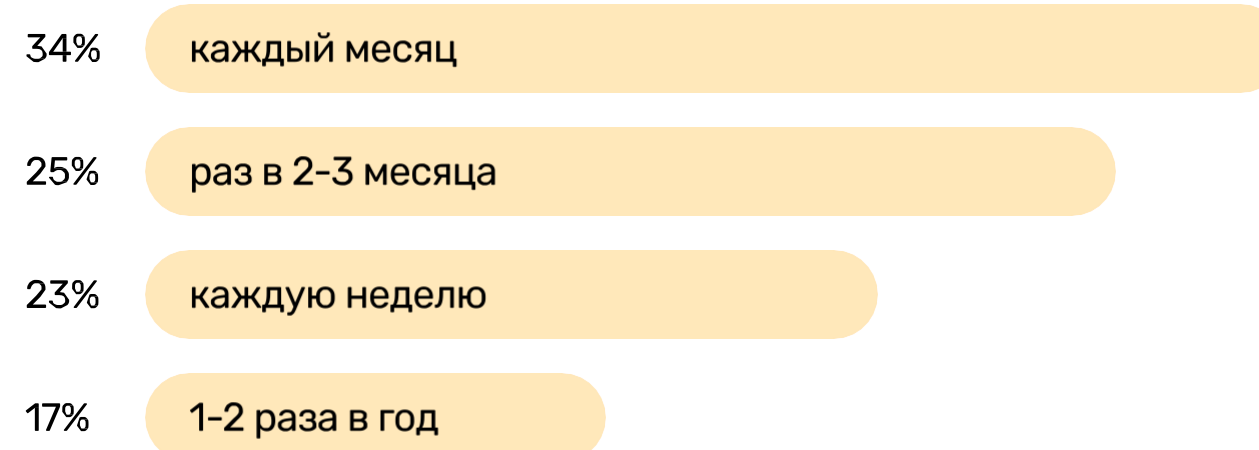 34% каждый месяц
25% раз в 2-3 месяца
23% каждую неделю
17% 1-2 раза в год